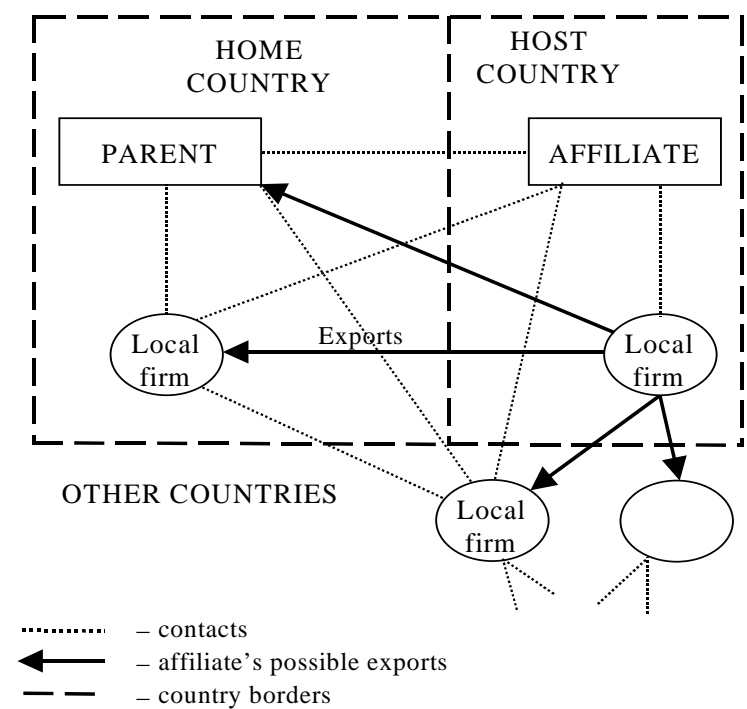 HOME
COUNTRY
HOST
COUNTRY
PARENT
AFFILIATE
Exports
Local
firm
Local
firm
OTHER COUNTRIES
Local
firm
– contacts
– affiliate's possible exports
– country borders